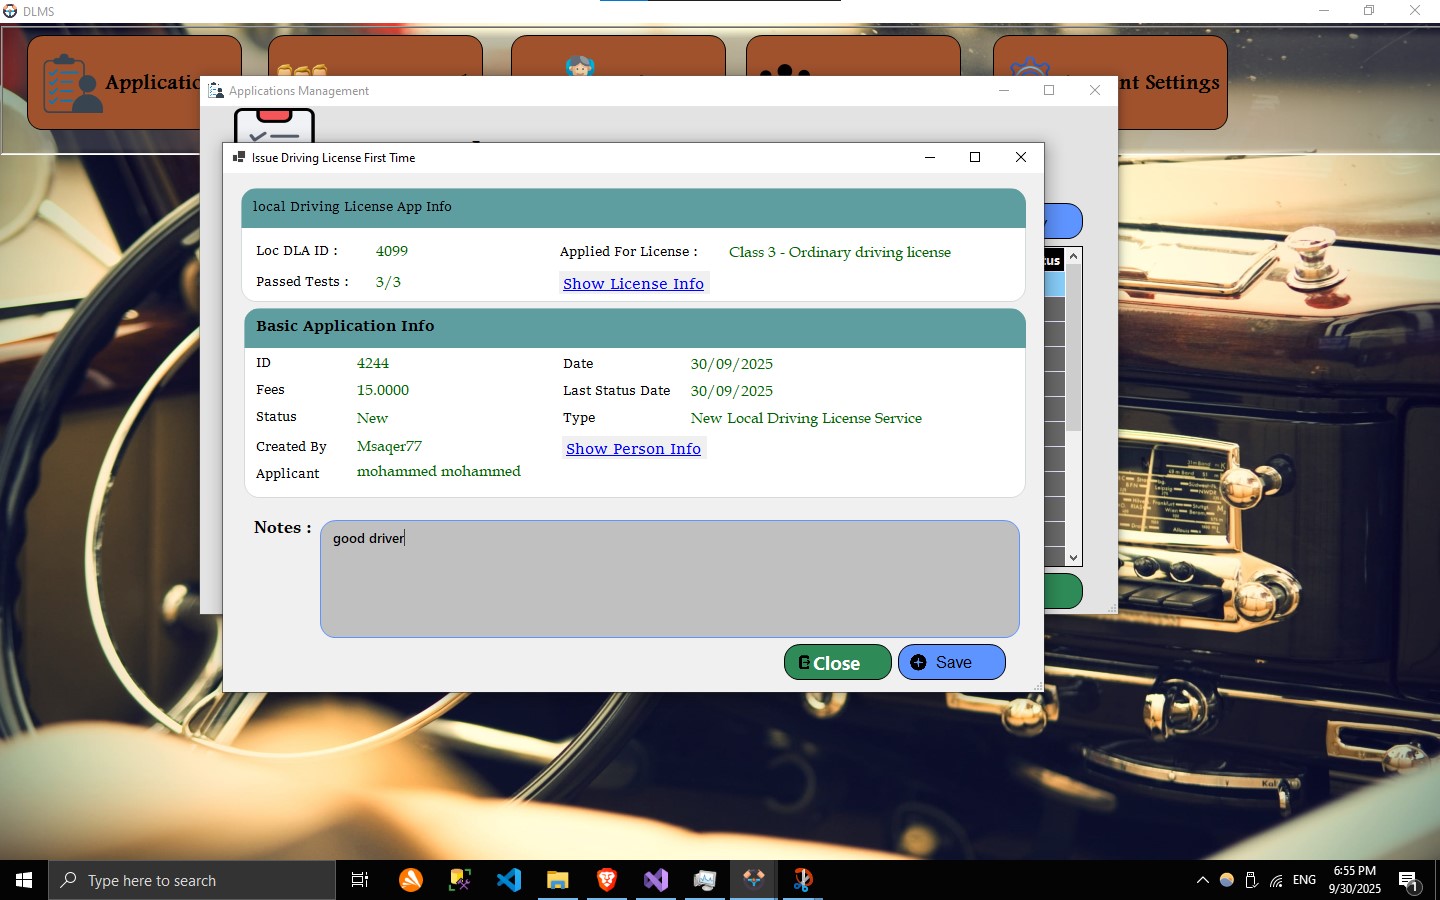 DLMS
Applicatio
nt Settings
Applications Management
Issue Driving License First Time
local Driving License App Info
Loc DLA ID : 4099 Applied For License : Class 3 - Ordinary driving license
Passed Tests : 3/3 Show License Info
tus
Basic Application Info
ID 4244 Date 30/09/2025
Fees 15.0000 Last Status Date 30/09/2025
Status New Type New Local Driving License Service
Created By Msaqer77 Show Person Info
Applicant mohammed mohammed
Notes : good driver
Close Save
Type here to search
ENG
6:55 PM
9/30/2025
1